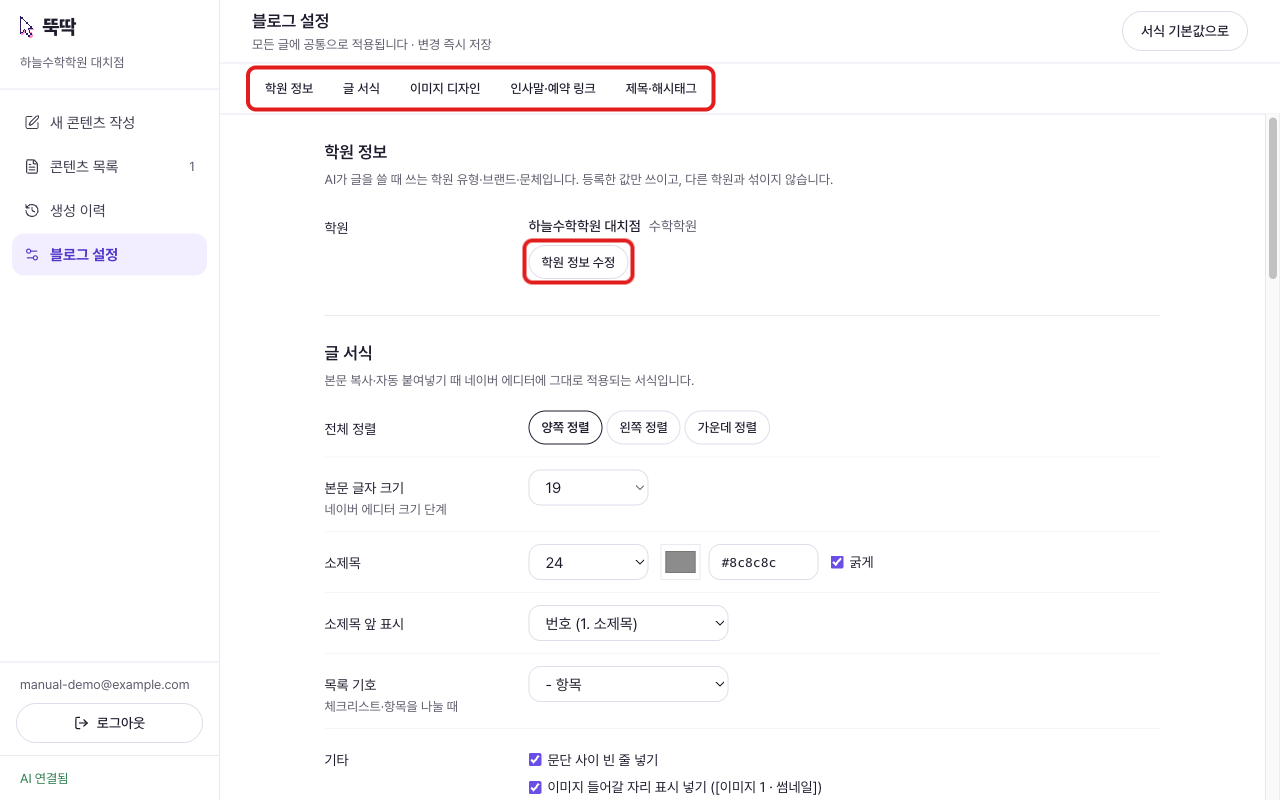 뚝딱
하늘수학학원 대치점
새 콘텐츠 작성
콘텐츠 목록 1
생성 이력
블로그 설정
manual-demo@example.com
로그아웃
AI 연결됨
블로그 설정
모든 글에 공통으로 적용됩니다 · 변경 즉시 저장
서식 기본값으로
학원 정보 글 서식 이미지 디자인 인사말·예약 링크 제목·해시태그
학원 정보
AI가 글을 쓸 때 쓰는 학원 유형·브랜드·문체입니다. 등록한 값만 쓰이고, 다른 학원과 섞이지 않습니다.
학원 하늘수학학원 대치점 수학학원
학원 정보 수정
글 서식
본문 복사·자동 붙여넣기 때 네이버 에디터에 그대로 적용되는 서식입니다.
전체 정렬 양쪽 정렬 왼쪽 정렬 가운데 정렬
본문 글자 크기 19
네이버 에디터 크기 단계
소제목 24 #8c8c8c 굵게
소제목 앞 표시 번호 (1. 소제목)
목록 기호 - 항목
체크리스트·항목을 나눌 때
기타 문단 사이 빈 줄 넣기
이미지 들어갈 자리 표시 넣기 ([이미지 1 · 썸네일])